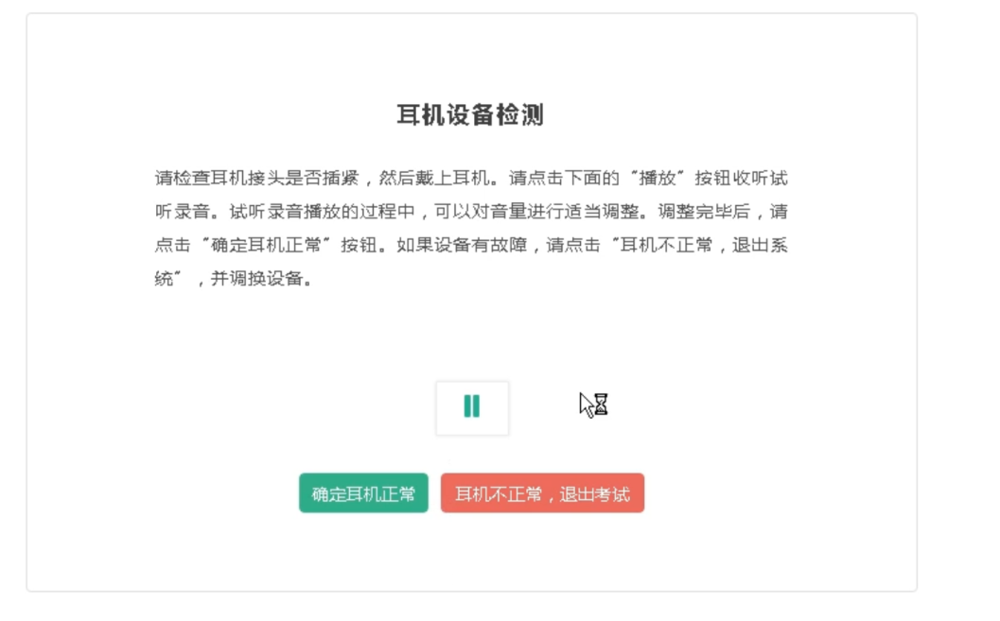 耳机设备检测
请检查耳机接头是否插紧，然后戴上耳机。请点击下面的“播放”按钮收听试
听录音。试听录音播放的过程中，可以对音量进行适当调整。调整完毕后，请
点击“确定耳机正常”按钮。如果设备有故障，请点击“耳机不正常，退出系
统”，并调换设备。
确定耳机正常
耳机不正常，退出考试